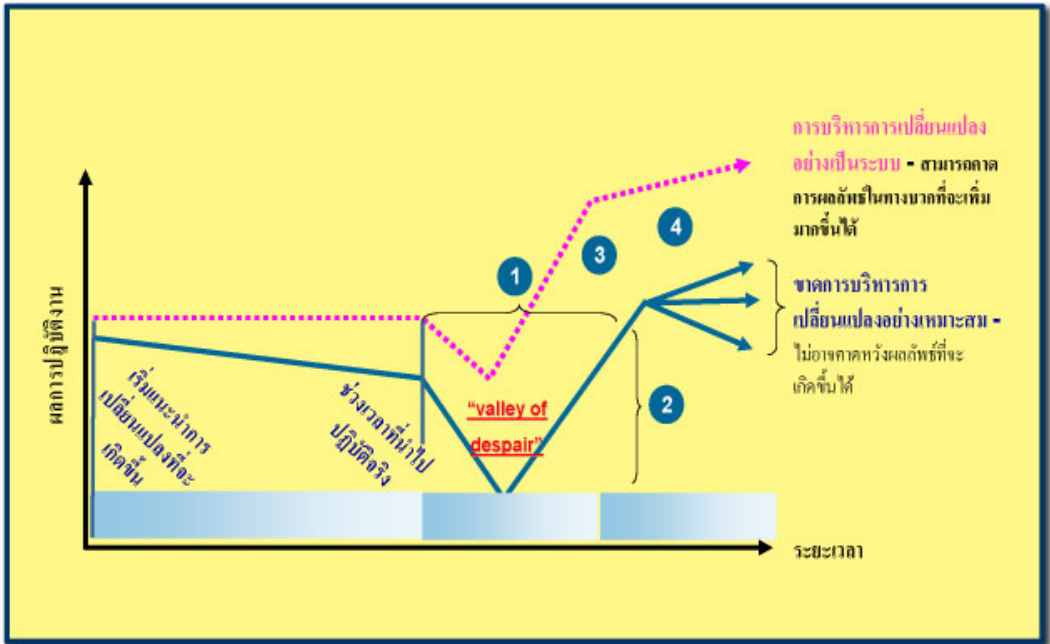 การบริหารการเปลี่ยนแปลง
อย่างเป็นระบบ - สามารถคาด
การผลลัพธ์ในทางบวกที่จะเพิ่ม
มากขึ้นได้
4
3
1
ขาดการบริหารการ
เปลี่ยนแปลงอย่างเหมาะสม -
ไม่อาจคาดหวังผลลัพธ์ที่จะ
เกิดขึ้นได้
ผลการปฏิบัติงาน
เริ่มแนะนำการ
เปลี่ยนแปลงที่จะ
เกิดขึ้น
ช่วงเวลาที่นำไป
ปฏิบัติจริง
"valley of
despair"
2
ระยะเวลา